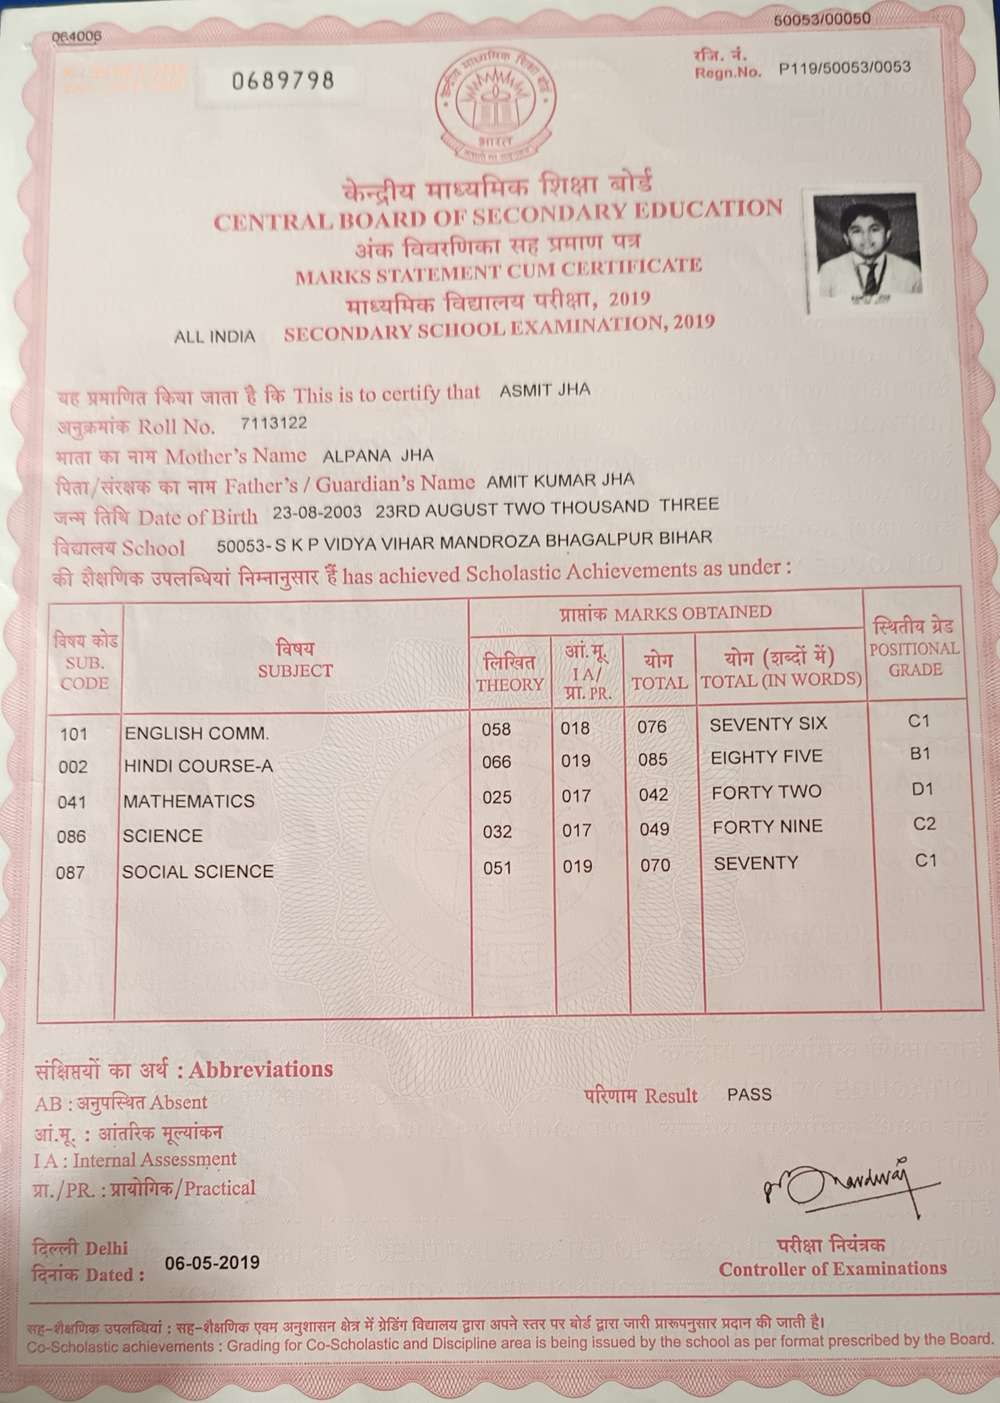 064006
50053/00050
0689798
रजि. नं.
Regn.No. P119/50053/0053
केन्द्रीय माध्यमिक शिक्षा बोर्ड
भारत
केन्द्रीय माध्यमिक शिक्षा बोर्ड
CENTRAL BOARD OF SECONDARY EDUCATION
अंक विवरणिका सह प्रमाण पत्र
MARKS STATEMENT CUM CERTIFICATE
माध्यमिक विद्यालय परीक्षा, 2019
ALL INDIA SECONDARY SCHOOL EXAMINATION, 2019
यह प्रमाणित किया जाता है कि This is to certify that ASMIT JHA
अनुक्रमांक Roll No. 7113122
माता का नाम Mother's Name ALPANA JHA
पिता/संरक्षक का नाम Father's / Guardian's Name AMIT KUMAR JHA
जन्म तिथि Date of Birth 23-08-2003 23RD AUGUST TWO THOUSAND THREE
विद्यालय School 50053- S K P VIDYA VIHAR MANDROZA BHAGALPUR BIHAR
की शैक्षणिक उपलब्धियां निम्नानुसार हैं has achieved Scholastic Achievements as under :
विषय कोड SUB. CODE
विषय SUBJECT
प्राप्तांक MARKS OBTAINED
लिखित THEORY
आं.मू. I A/ प्रा. PR.
योग TOTAL
योग (शब्दों में) TOTAL (IN WORDS)
स्थितीय ग्रेड POSITIONAL GRADE
101 ENGLISH COMM. 058 018 076 SEVENTY SIX C1
002 HINDI COURSE-A 066 019 085 EIGHTY FIVE B1
041 MATHEMATICS 025 017 042 FORTY TWO D1
086 SCIENCE 032 017 049 FORTY NINE C2
087 SOCIAL SCIENCE 051 019 070 SEVENTY C1
संक्षिप्तियों का अर्थ : Abbreviations
AB : अनुपस्थित Absent
परिणाम Result PASS
आं.मू. : आंतरिक मूल्यांकन
I A : Internal Assessment
प्रा./PR. : प्रायोगिक/Practical
दिल्ली Delhi
दिनांक Dated : 06-05-2019
परीक्षा नियंत्रक
Controller of Examinations
सह-शैक्षणिक उपलब्धियां : सह-शैक्षणिक एवम अनुशासन क्षेत्र में ग्रेडिंग विद्यालय द्वारा अपने स्तर पर बोर्ड द्वारा जारी प्रारूपनुसार प्रदान की जाती है।
Co-Scholastic achievements : Grading for Co-Scholastic and Discipline area is being issued by the school as per format prescribed by the Board.